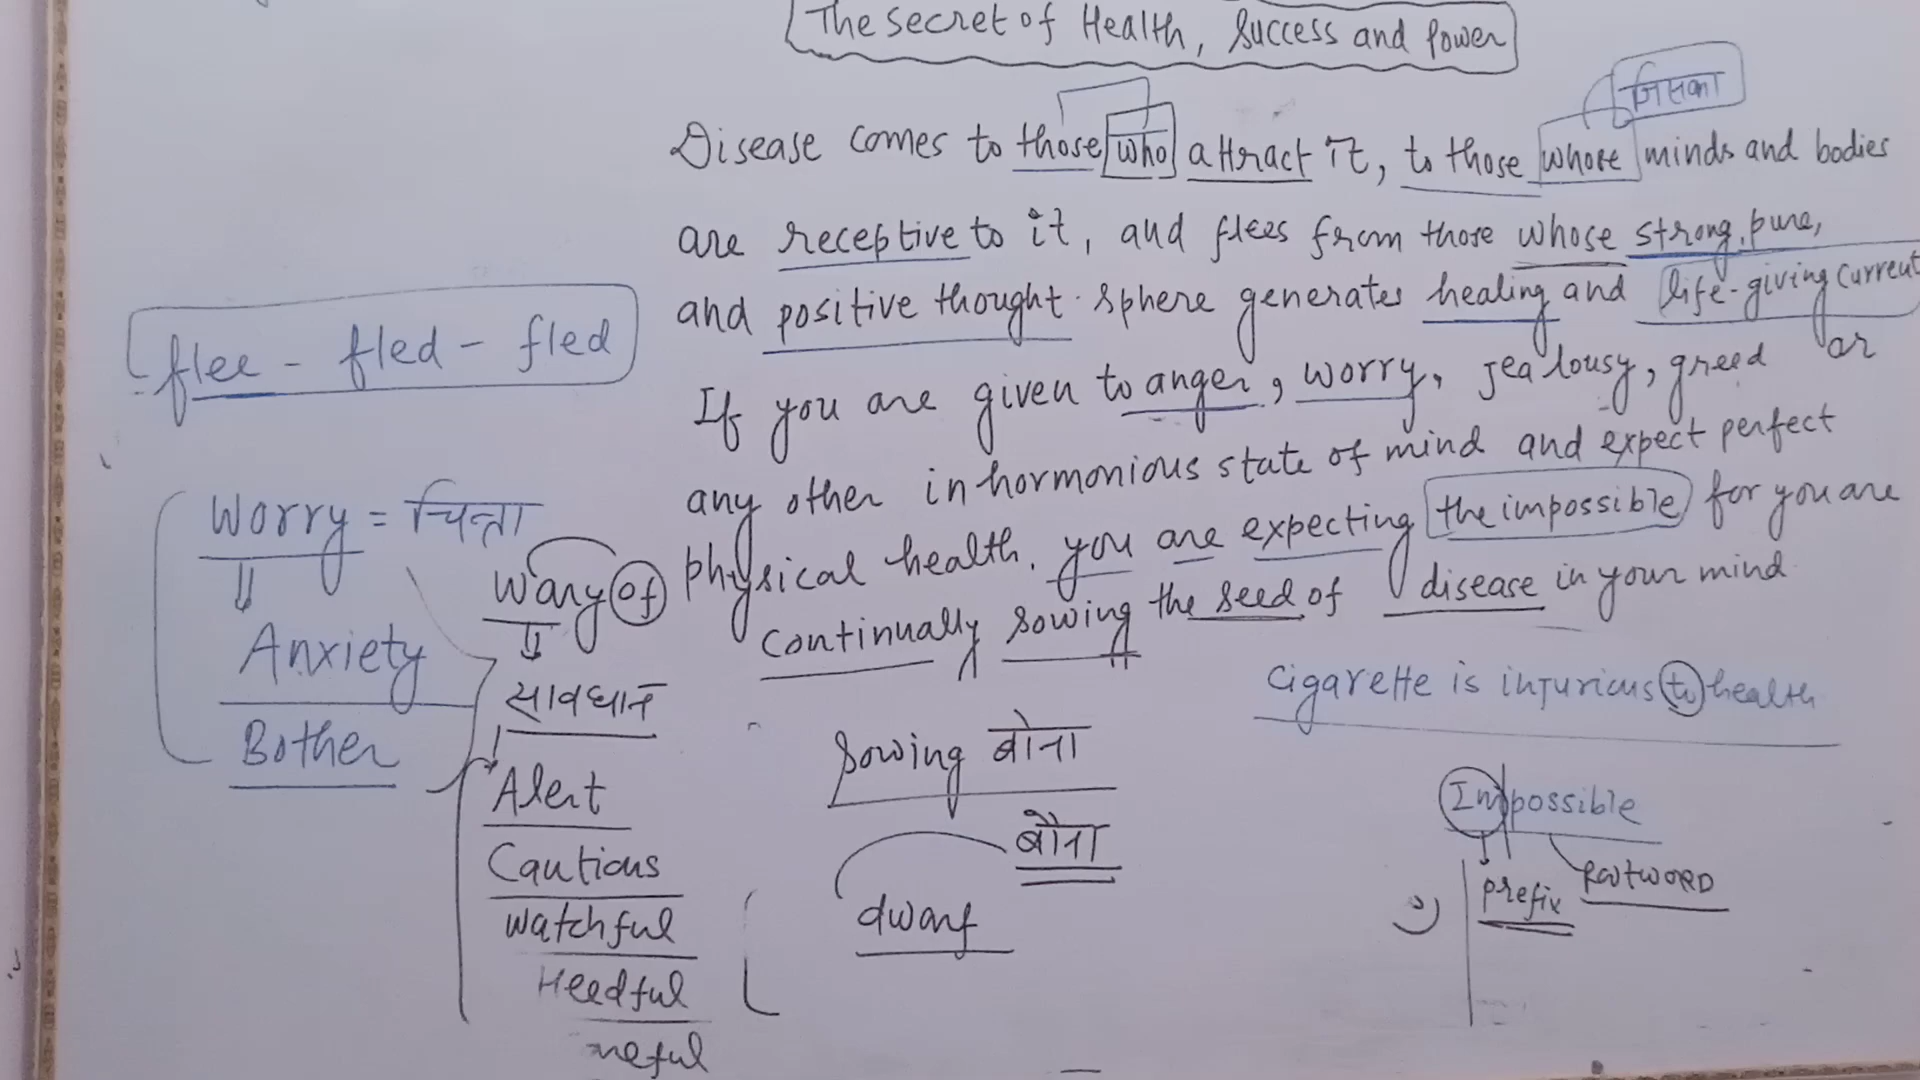 The Secret of Health, Success and Power
जिसका
Disease comes to those who attract it, to those whose minds and bodies
are receptive to it, and flees from those whose strong, pure,
and positive thought sphere generates healing and life-giving current
If you are given to anger, worry, jealousy, greed or
any other inhormonious state of mind and expect perfect
physical health, you are expecting the impossible for you are
continually sowing the seed of disease in your mind
flee - fled - fled
Worry = चिन्ता
Anxiety
Bother
Wary of
सावधान
Alert
Cautious
Watchful
Heedful
Sowing बोना
बौना
dwarf
Cigarette is injurious to health
Impossible
prefix